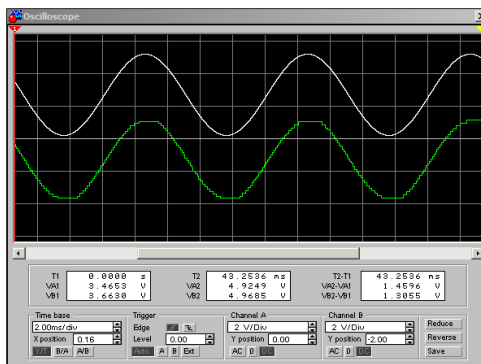 Oscilloscope
1
T1 0.0000 s T2 43.2536 ms T2-T1 43.2536 ms
VA1 3.4653 V VA2 4.9249 V VA2-VA1 1.4596 V
VB1 3.6630 V VB2 4.9685 V VB2-VB1 1.3055 V
Time base Trigger Channel A Channel B
2.00ms/div Edge 2 V/Div 2 V/Div Reduce
X position 0.16 Level 0.00 Y position 0.00 Y position -2.00 Reverse
Y/T B/A A/B Auto A B Ext AC 0 DC AC 0 DC Save